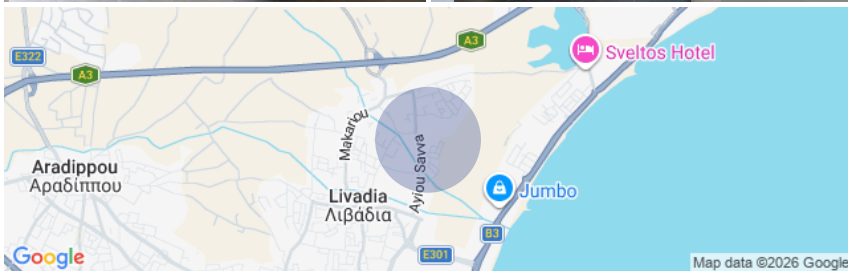 A3
E322
A3
Sveltos Hotel
Makariou
Ayiou Savva
Aradippou
Αραδίππου
Livadia
Λιβάδια
Jumbo
B3
E301
Google
Map data ©2026 Google